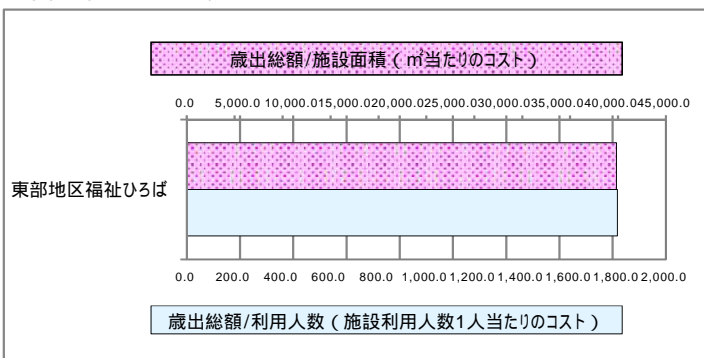 歳出総額/施設面積（㎡当たりのコスト）
0.0 5,000.0 10,000.0 15,000.0 20,000.0 25,000.0 30,000.0 35,000.0 40,000.0 45,000.0
東部地区福祉ひろば
0.0 200.0 400.0 600.0 800.0 1,000.0 1,200.0 1,400.0 1,600.0 1,800.0 2,000.0
歳出総額/利用人数（施設利用人数1人当たりのコスト）